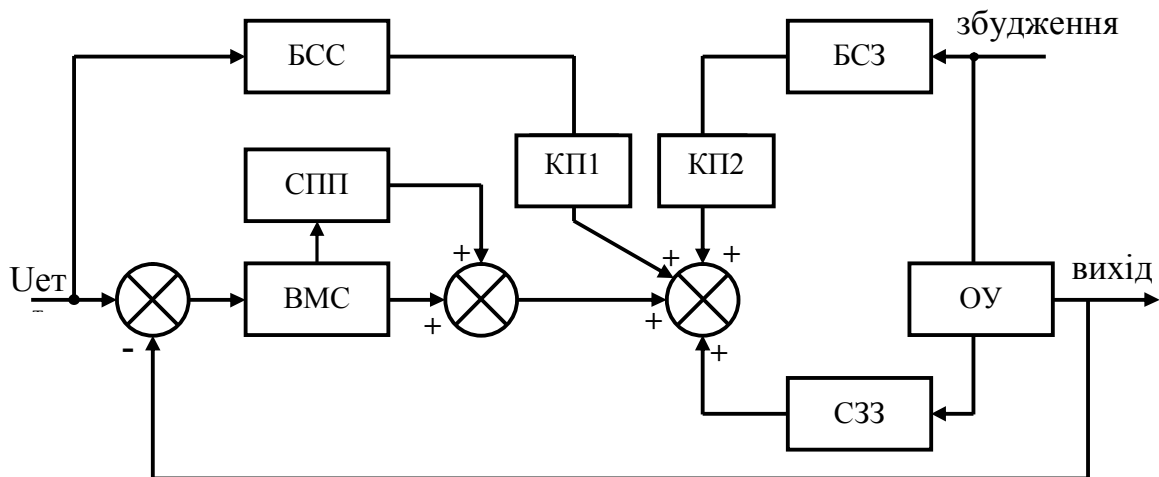 збудження
БСС
БСЗ
КП1
КП2
СПП
+
+
+
Uет
т
ВМС
ОУ
вихід
+
+
-
+
СЗЗ